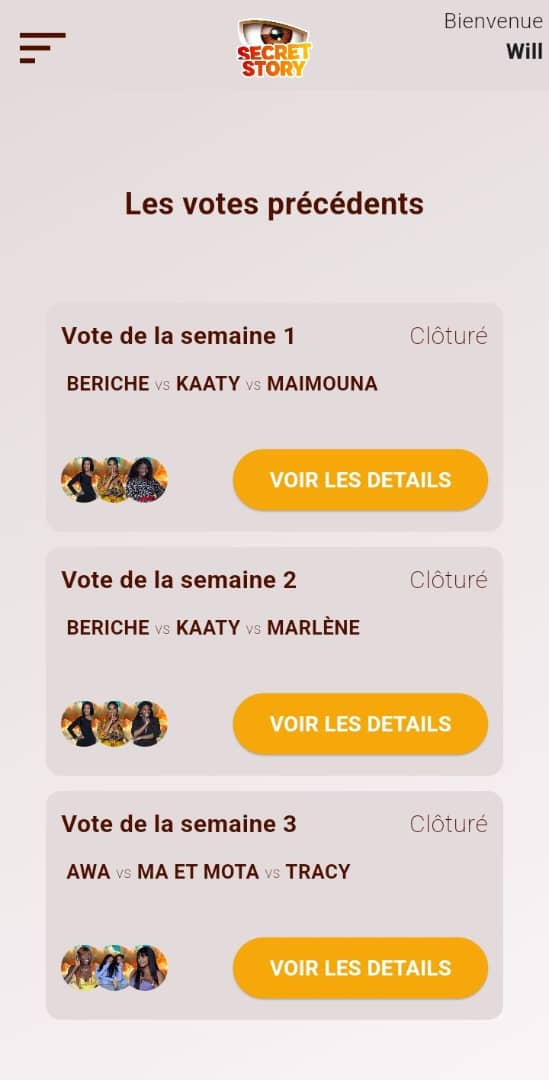 Bienvenue
Will
SECRET
STORY
Les votes précédents
Vote de la semaine 1 Clôturé
BERICHE vs KAATY vs MAIMOUNA
VOIR LES DETAILS
Vote de la semaine 2 Clôturé
BERICHE vs KAATY vs MARLÈNE
VOIR LES DETAILS
Vote de la semaine 3 Clôturé
AWA vs MA ET MOTA vs TRACY
VOIR LES DETAILS